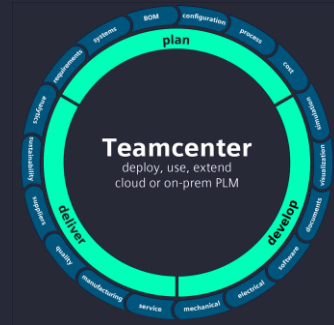 BOM
configuration
process
cost
simulation
visualization
documents
software
electrical
mechanical
service
manufacturing
quality
suppliers
sustainability
analytics
requirements
systems
plan
develop
deliver
Teamcenter
deploy, use, extend
cloud or on-prem PLM